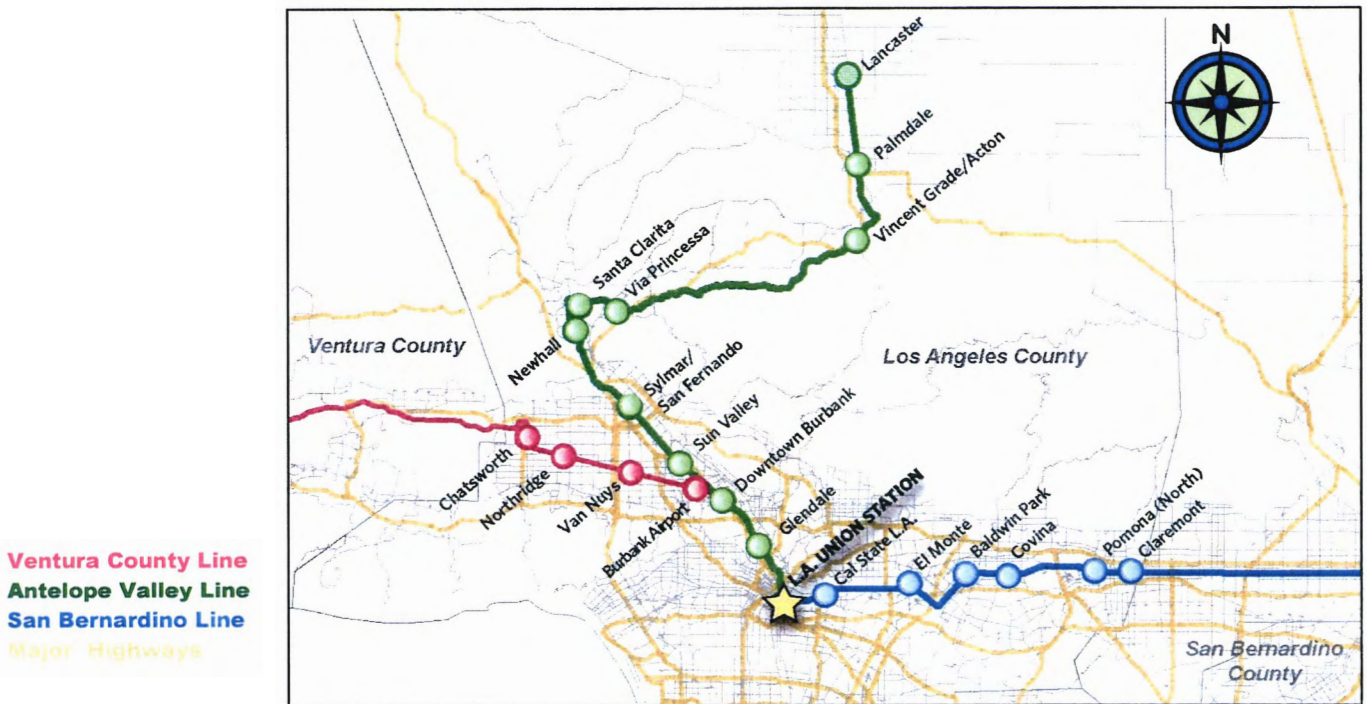 N
Lancaster
Palmdale
Vincent Grade/Acton
Santa Clarita
Via Princessa
Newhall
Ventura County
Los Angeles County
Sylmar/
San Fernando
Sun Valley
Downtown Burbank
Chatsworth
Northridge
Van Nuys
Burbank Airport
Glendale
L.A. UNION STATION
Cal State L.A.
El Monte
Baldwin Park
Covina
Pomona (North)
Claremont
San Bernardino
County
Ventura County Line
Antelope Valley Line
San Bernardino Line
Major Highways